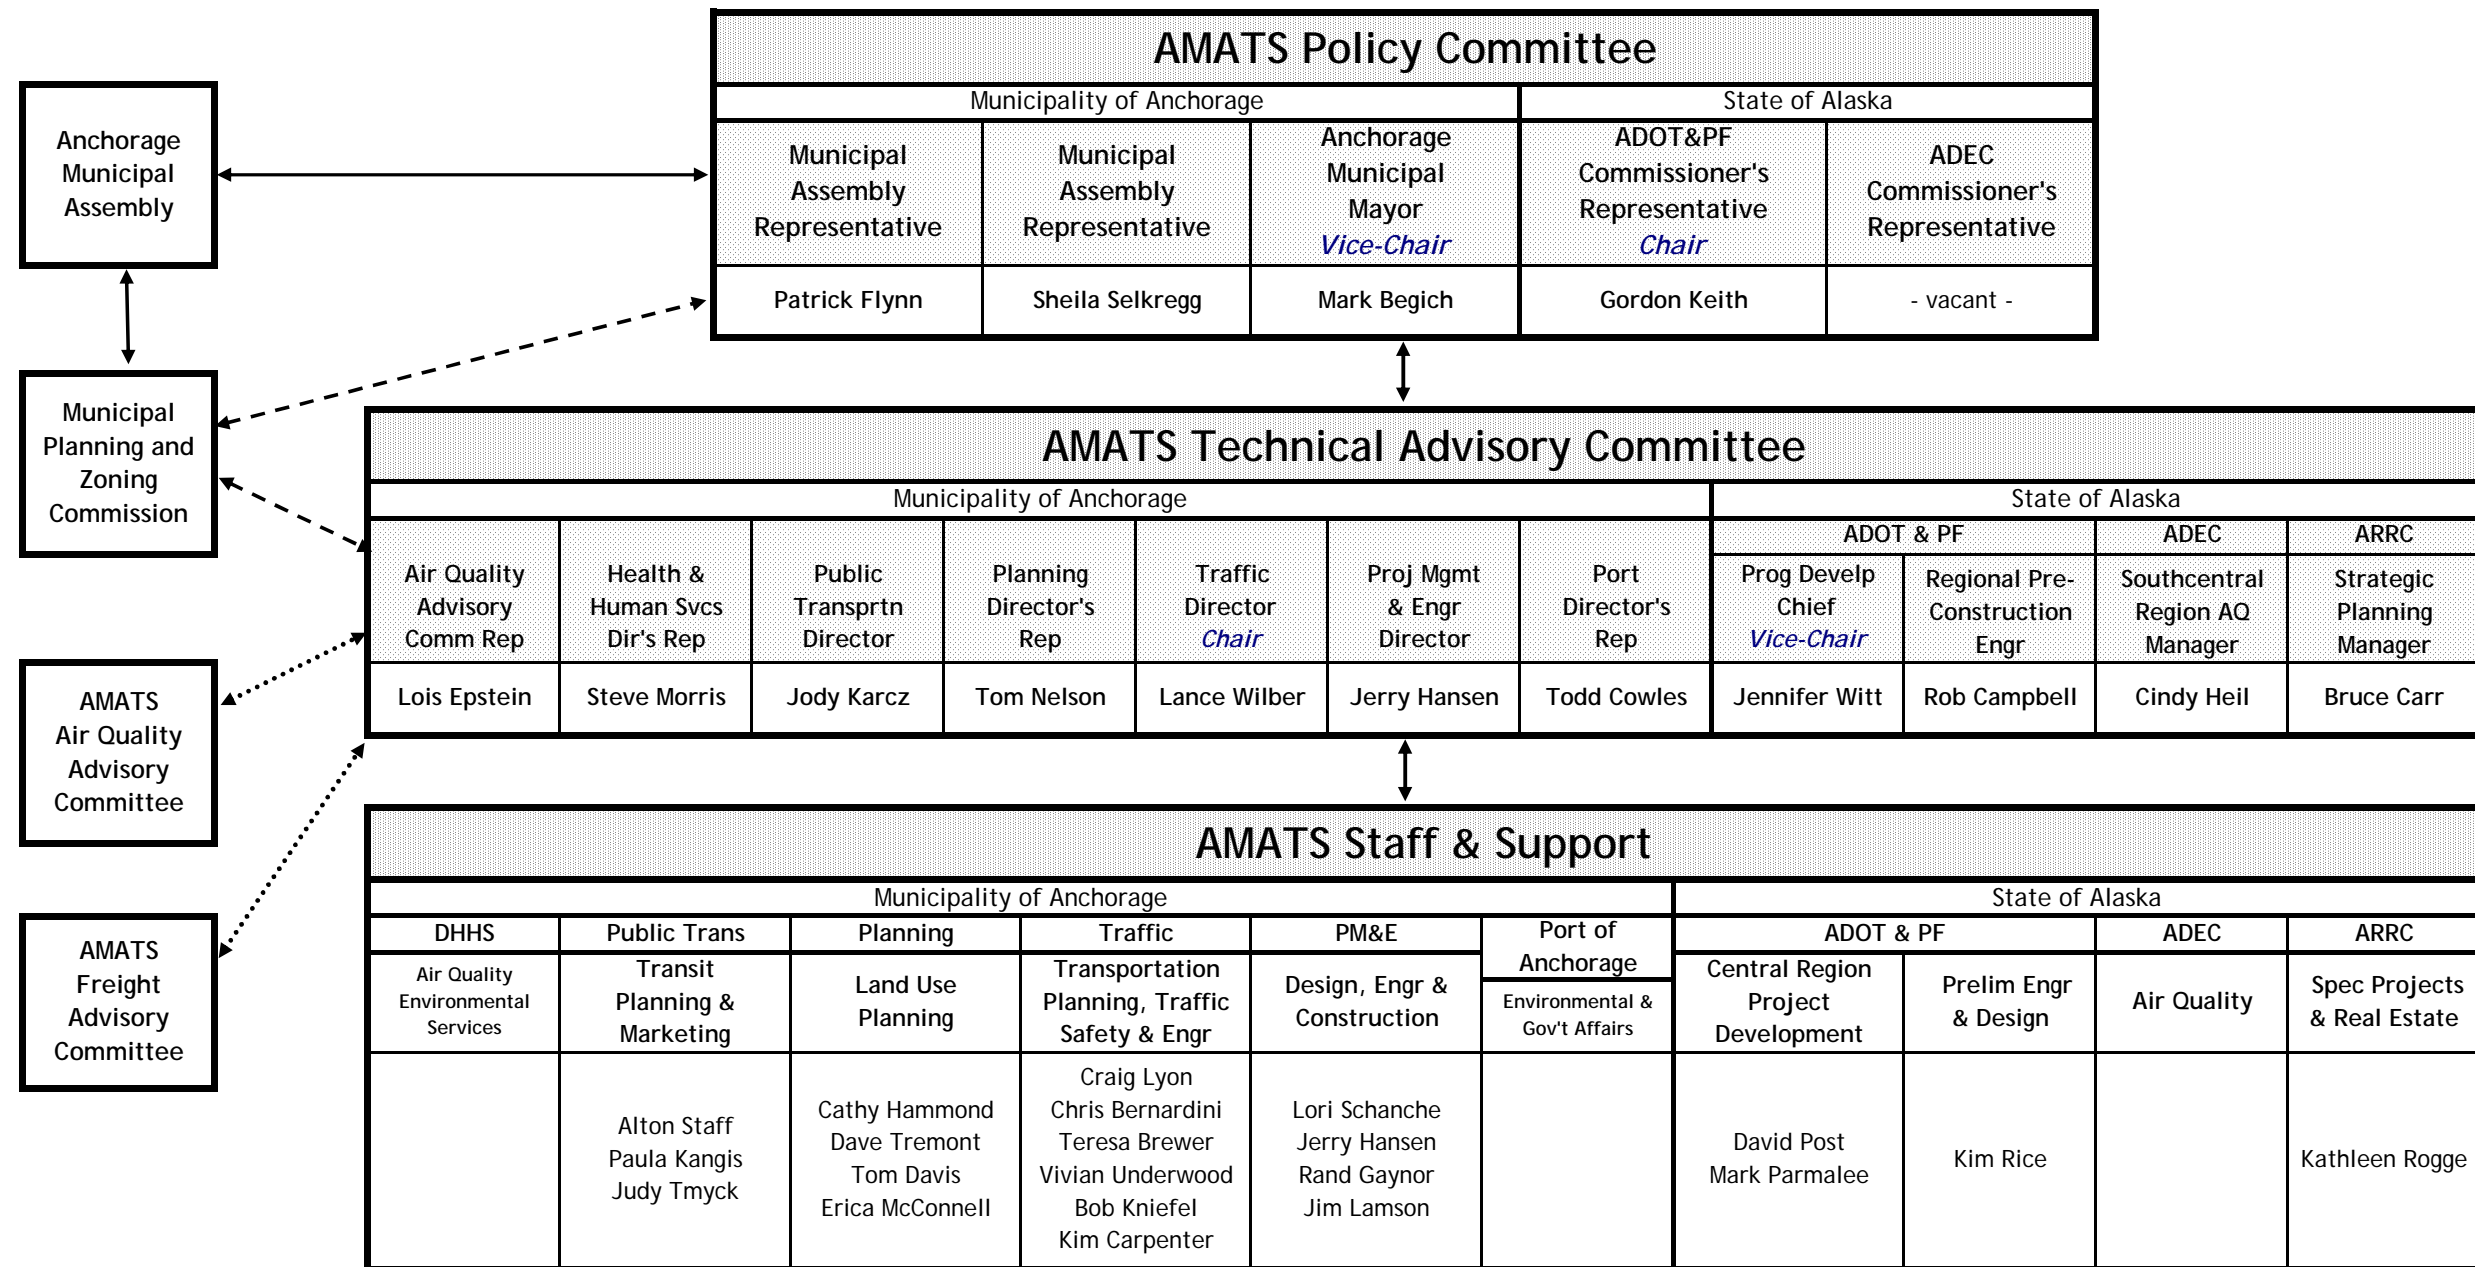 AMATS Policy Committee
Municipality of Anchorage
State of Alaska
Municipal
Assembly
Representative
Municipal
Assembly
Representative
Anchorage
Municipal
Mayor
Vice-Chair
ADOT&PF
Commissioner's
Representative
Chair
ADEC
Commissioner's
Representative
Patrick Flynn
Sheila Selkregg
Mark Begich
Gordon Keith
- vacant -
Anchorage
Municipal
Assembly
Municipal
Planning and
Zoning
Commission
AMATS
Air Quality
Advisory
Committee
AMATS
Freight
Advisory
Committee
AMATS Technical Advisory Committee
Municipality of Anchorage
State of Alaska
ADOT & PF
ADEC
ARRC
Air Quality
Advisory
Comm Rep
Health &
Human Svcs
Dir's Rep
Public
Transprtn
Director
Planning
Director's
Rep
Traffic
Director
Chair
Proj Mgmt
& Engr
Director
Port
Director's
Rep
Prog Develp
Chief
Vice-Chair
Regional Pre-
Construction
Engr
Southcentral
Region AQ
Manager
Strategic
Planning
Manager
Lois Epstein
Steve Morris
Jody Karcz
Tom Nelson
Lance Wilber
Jerry Hansen
Todd Cowles
Jennifer Witt
Rob Campbell
Cindy Heil
Bruce Carr
AMATS Staff & Support
Municipality of Anchorage
State of Alaska
DHHS
Public Trans
Planning
Traffic
PM&E
Port of
Anchorage
ADOT & PF
ADEC
ARRC
Air Quality
Environmental
Services
Transit
Planning &
Marketing
Land Use
Planning
Transportation
Planning, Traffic
Safety & Engr
Design, Engr &
Construction
Environmental &
Gov't Affairs
Central Region
Project
Development
Prelim Engr
& Design
Air Quality
Spec Projects
& Real Estate
Alton Staff
Paula Kangis
Judy Tmyck
Cathy Hammond
Dave Tremont
Tom Davis
Erica McConnell
Craig Lyon
Chris Bernardini
Teresa Brewer
Vivian Underwood
Bob Kniefel
Kim Carpenter
Lori Schanche
Jerry Hansen
Rand Gaynor
Jim Lamson
David Post
Mark Parmalee
Kim Rice
Kathleen Rogge